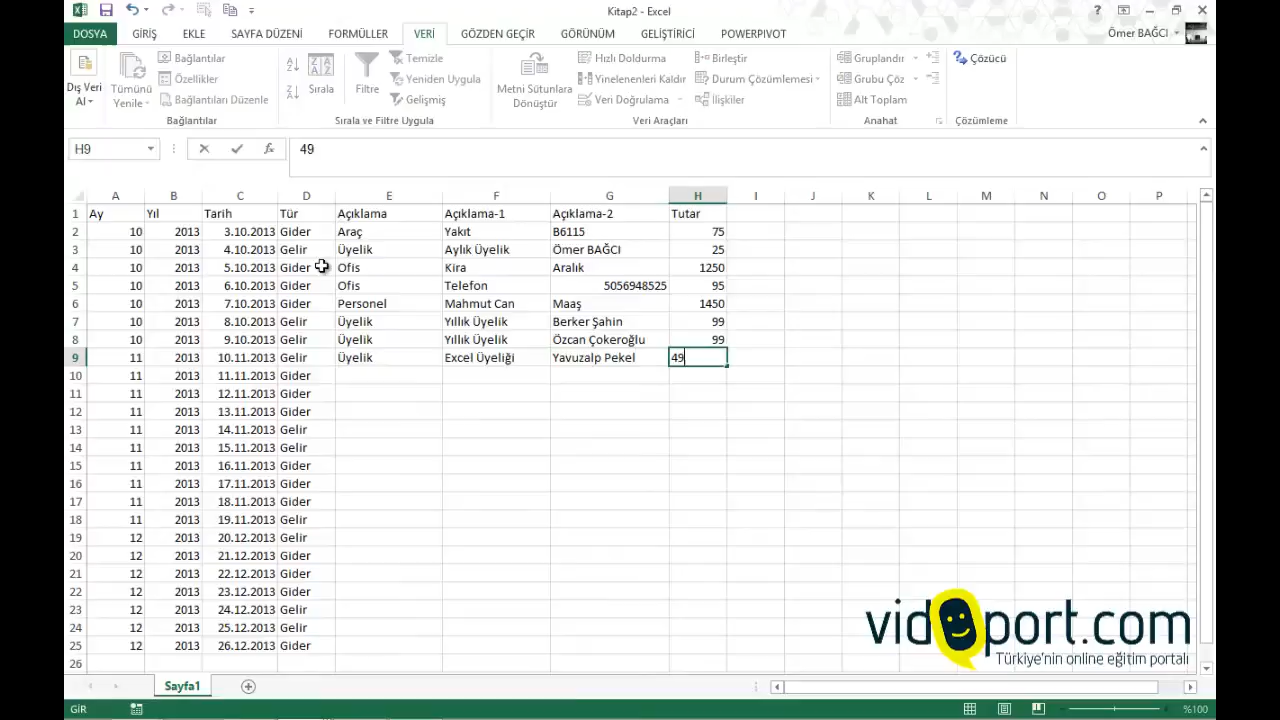 Kitap2 - Excel
DOSYA GİRİŞ EKLE SAYFA DÜZENİ FORMÜLLER VERİ GÖZDEN GEÇİR GÖRÜNÜM GELİŞTİRİCİ POWERPIVOT Ömer BAĞCI
Dış Veri Al
Tümünü Yenile
Bağlantılar
Özellikler
Bağlantıları Düzenle
Bağlantılar
Sırala
Filtre
Temizle
Yeniden Uygula
Gelişmiş
Sırala ve Filtre Uygula
Metni Sütunlara Dönüştür
Hızlı Doldurma
Yinelenenleri Kaldır
Veri Doğrulama
Birleştir
Durum Çözümlemesi
İlişkiler
Veri Araçları
Gruplandır
Grubu Çöz
Alt Toplam
Anahat
Çözücü
Çözümleme
H9 fx 49
A B C D E F G H I J K L M N O P
1 Ay Yıl Tarih Tür Açıklama Açıklama-1 Açıklama-2 Tutar
2 10 2013 3.10.2013 Gider Araç Yakıt B6115 75
3 10 2013 4.10.2013 Gelir Üyelik Aylık Üyelik Ömer BAĞCI 25
4 10 2013 5.10.2013 Gider Ofis Kira Aralık 1250
5 10 2013 6.10.2013 Gider Ofis Telefon 5056948525 95
6 10 2013 7.10.2013 Gider Personel Mahmut Can Maaş 1450
7 10 2013 8.10.2013 Gelir Üyelik Yıllık Üyelik Berker Şahin 99
8 10 2013 9.10.2013 Gelir Üyelik Yıllık Üyelik Özcan Çokeroğlu 99
9 11 2013 10.11.2013 Gelir Üyelik Excel Üyeliği Yavuzalp Pekel 49
10 11 2013 11.11.2013 Gider
11 11 2013 12.11.2013 Gider
12 11 2013 13.11.2013 Gider
13 11 2013 14.11.2013 Gelir
14 11 2013 15.11.2013 Gelir
15 11 2013 16.11.2013 Gider
16 11 2013 17.11.2013 Gider
17 11 2013 18.11.2013 Gider
18 11 2013 19.11.2013 Gelir
19 12 2013 20.12.2013 Gelir
20 12 2013 21.12.2013 Gider
21 12 2013 22.12.2013 Gider
22 12 2013 23.12.2013 Gider
23 12 2013 24.12.2013 Gelir
24 12 2013 25.12.2013 Gelir
25 12 2013 26.12.2013 Gider
26
vidoport.com
Türkiye'nin online eğitim portalı
Sayfa1
GİR %100